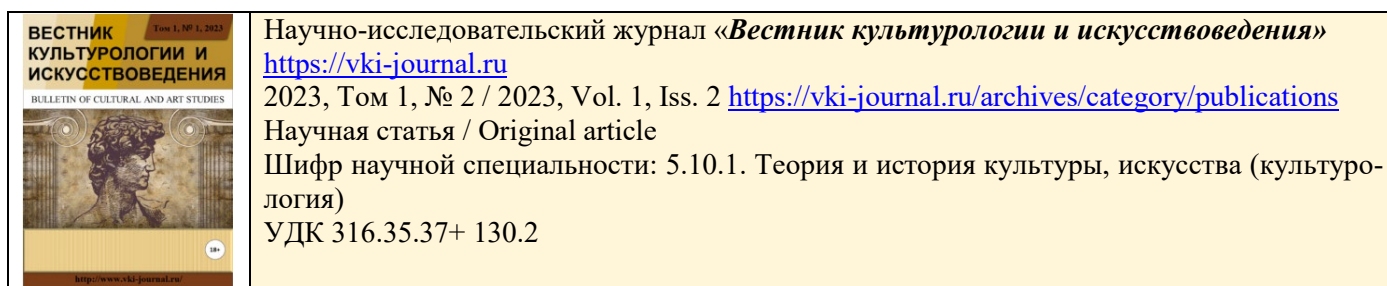 ВЕСТНИК
Том 1, № 1, 2023
КУЛЬТУРОЛОГИИ И
ИСКУССТВОВЕДЕНИЯ
BULLETIN OF CULTURAL AND ART STUDIES
18+
http://www.vki-journal.ru/
Научно-исследовательский журнал «Вестник культурологии и искусствоведения»
https://vki-journal.ru
2023, Том 1, № 2 / 2023, Vol. 1, Iss. 2 https://vki-journal.ru/archives/category/publications
Научная статья / Original article
Шифр научной специальности: 5.10.1. Теория и история культуры, искусства (культуро-
логия)
УДК 316.35.37+ 130.2